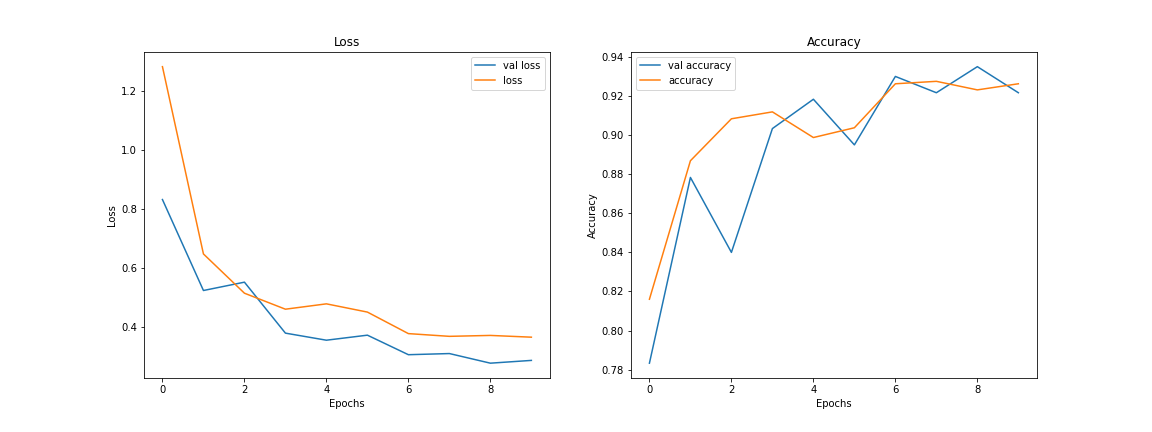 Loss
val loss
loss
1.2
1.0
0.8
0.6
0.4
Loss
0 2 4 6 8
Epochs
Accuracy
val accuracy
accuracy
0.94
0.92
0.90
0.88
0.86
0.84
0.82
0.80
0.78
Accuracy
0 2 4 6 8
Epochs